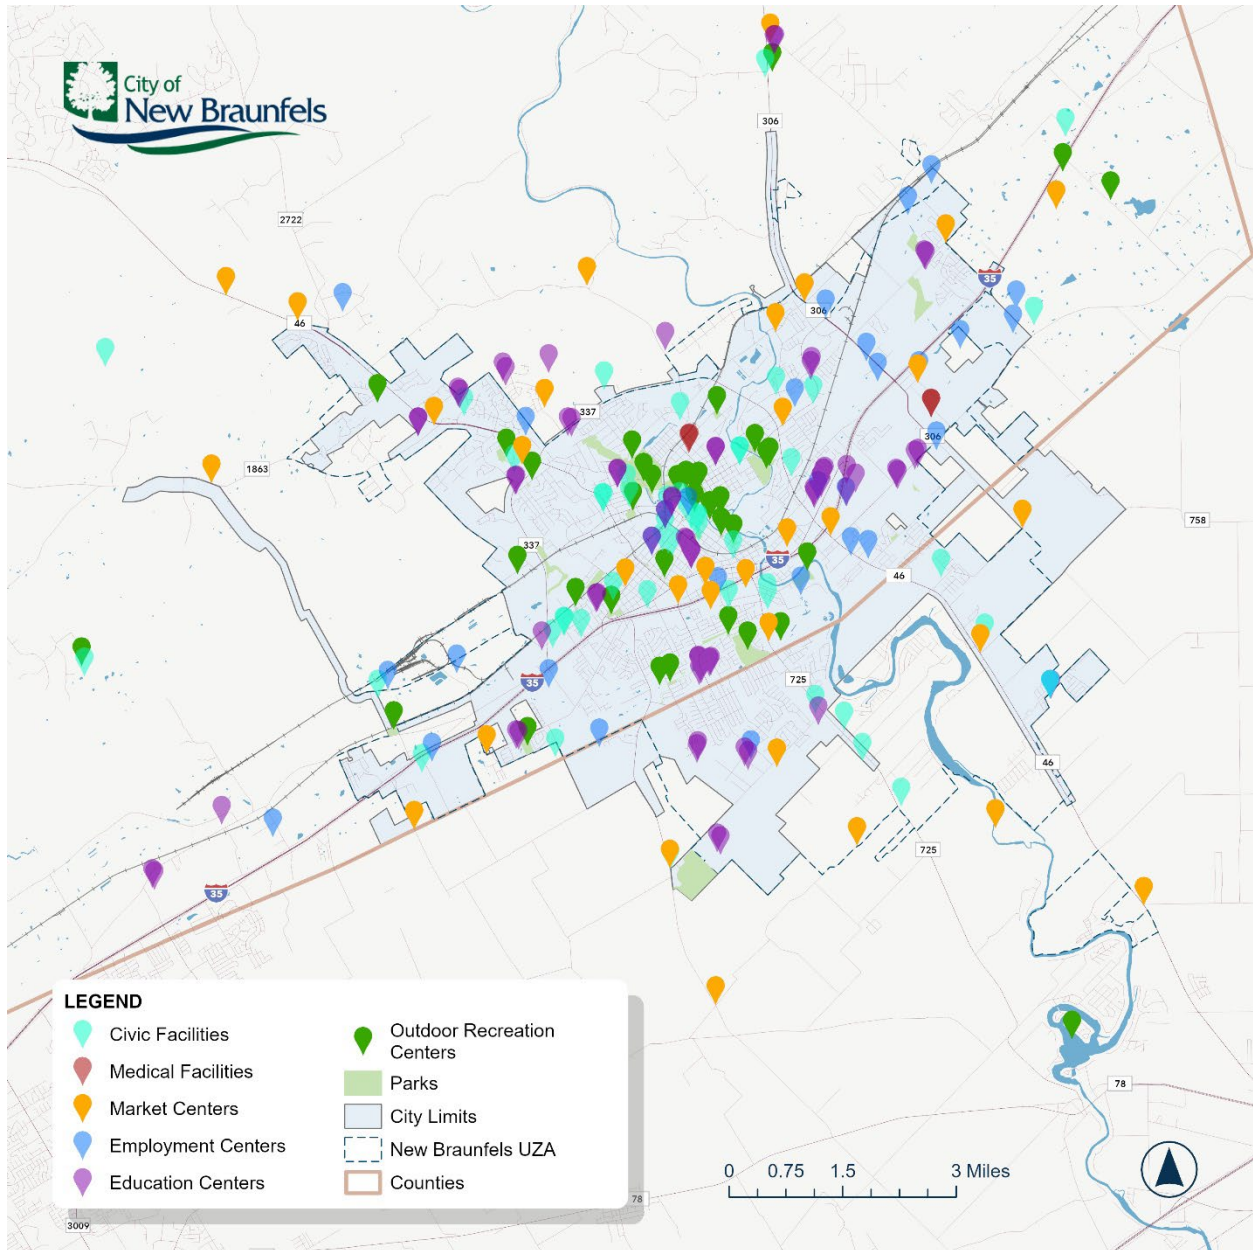 City of
New Braunfels
306
2722
35
46
306
337
306
1863
758
337
35
46
725
35
46
725
35
78
78
3009
LEGEND
Civic Facilities
Medical Facilities
Market Centers
Employment Centers
Education Centers
Outdoor Recreation
Centers
Parks
City Limits
New Braunfels UZA
Counties
0 0.75 1.5 3 Miles